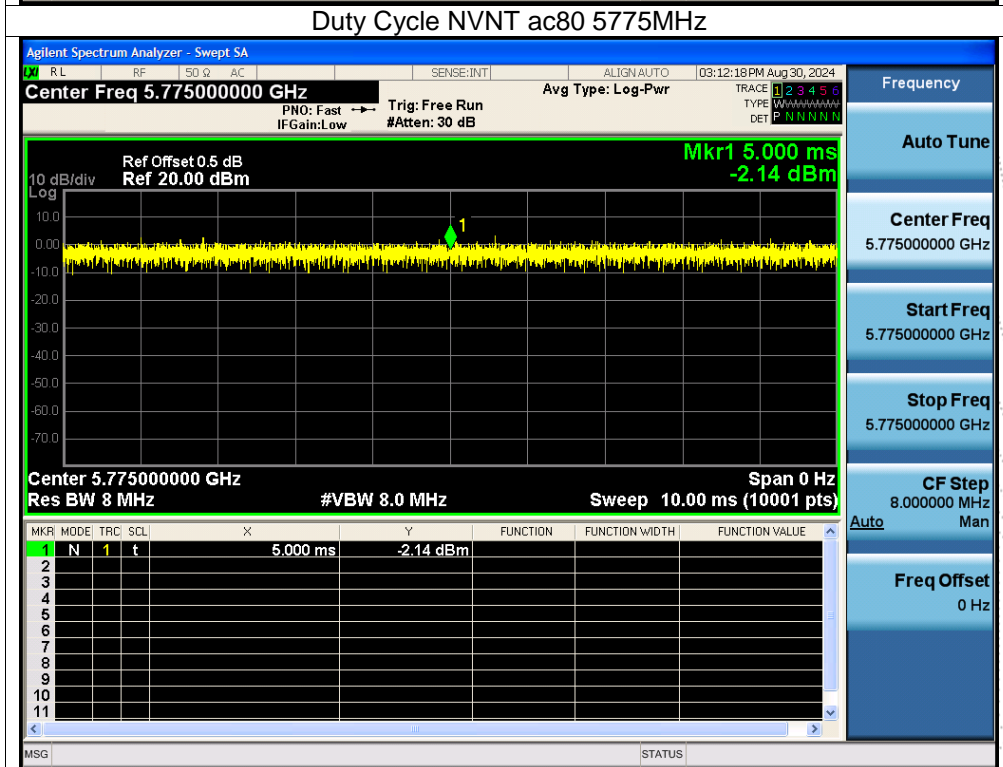 Duty Cycle NVNT ac80 5775MHz
Agilent Spectrum Analyzer - Swept SA
LXI RL RF 50 Ω AC SENSE:INT ALIGN AUTO 03:12:18 PM Aug 30, 2024
Center Freq 5.775000000 GHz Avg Type: Log-Pwr TRACE 1 2 3 4 5 6
PNO: Fast Trig: Free Run TYPE WWWWWW
IFGain:Low #Atten: 30 dB DET P N N N N N
Mkr1 5.000 ms
-2.14 dBm
Ref Offset 0.5 dB
10 dB/div Ref 20.00 dBm
Log
10.0
1
0.00
-10.0
-20.0
-30.0
-40.0
-50.0
-60.0
-70.0
Center 5.775000000 GHz Span 0 Hz
Res BW 8 MHz #VBW 8.0 MHz Sweep 10.00 ms (10001 pts)
MKR MODE TRC SCL X Y FUNCTION FUNCTION WIDTH FUNCTION VALUE
1 N 1 t 5.000 ms -2.14 dBm
2
3
4
5
6
7
8
9
10
11
MSG STATUS
Frequency
Auto Tune
Center Freq
5.775000000 GHz
Start Freq
5.775000000 GHz
Stop Freq
5.775000000 GHz
CF Step
8.000000 MHz
Auto Man
Freq Offset
0 Hz